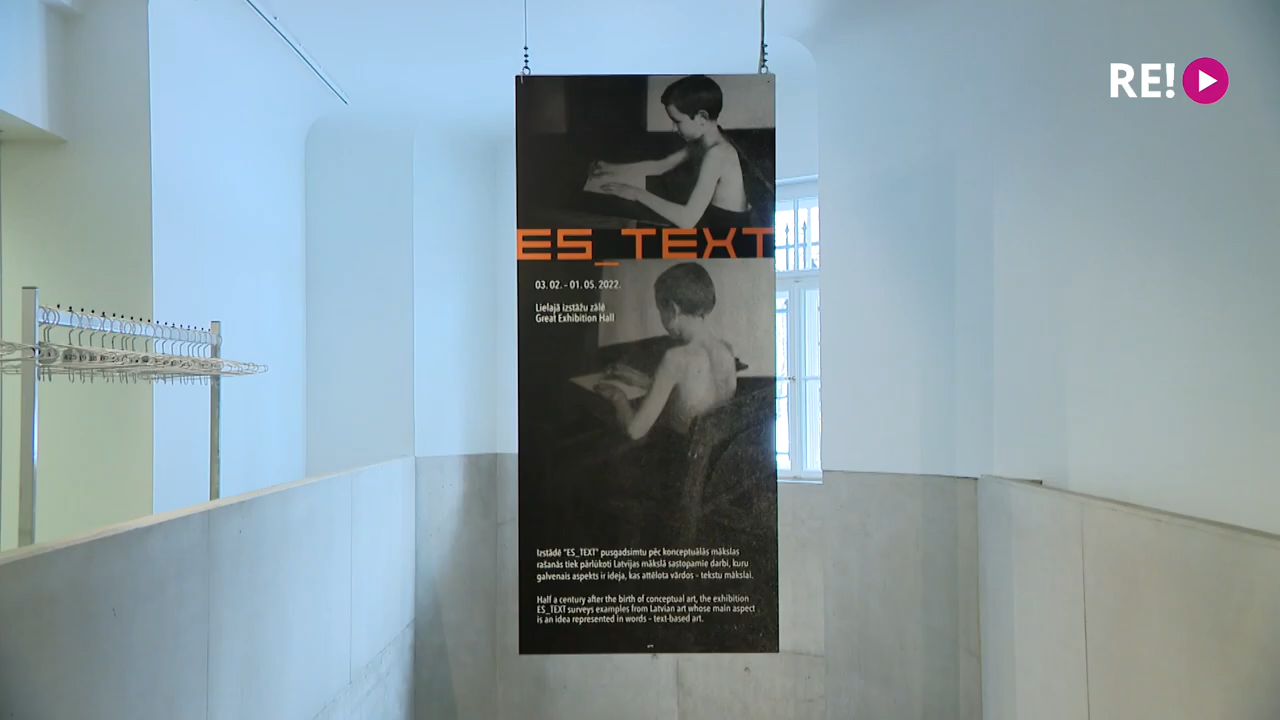 RE!
ES_TEXT
03. 02. - 01. 05. 2022.
Lielajā izstāžu zālē
Great Exhibition Hall
Izstādē "ES_TEXT" pusgadsimtu pēc konceptuālās mākslas
rašanās tiek pārlūkoti Latvijas mākslā sastopamie darbi, kuru
galvenais aspekts ir ideja, kas attēlota vārdos - tekstu mākslai.
Half a century after the birth of conceptual art, the exhibition
ES_TEXT surveys examples from Latvian art whose main aspect
is an idea represented in words - text-based art.